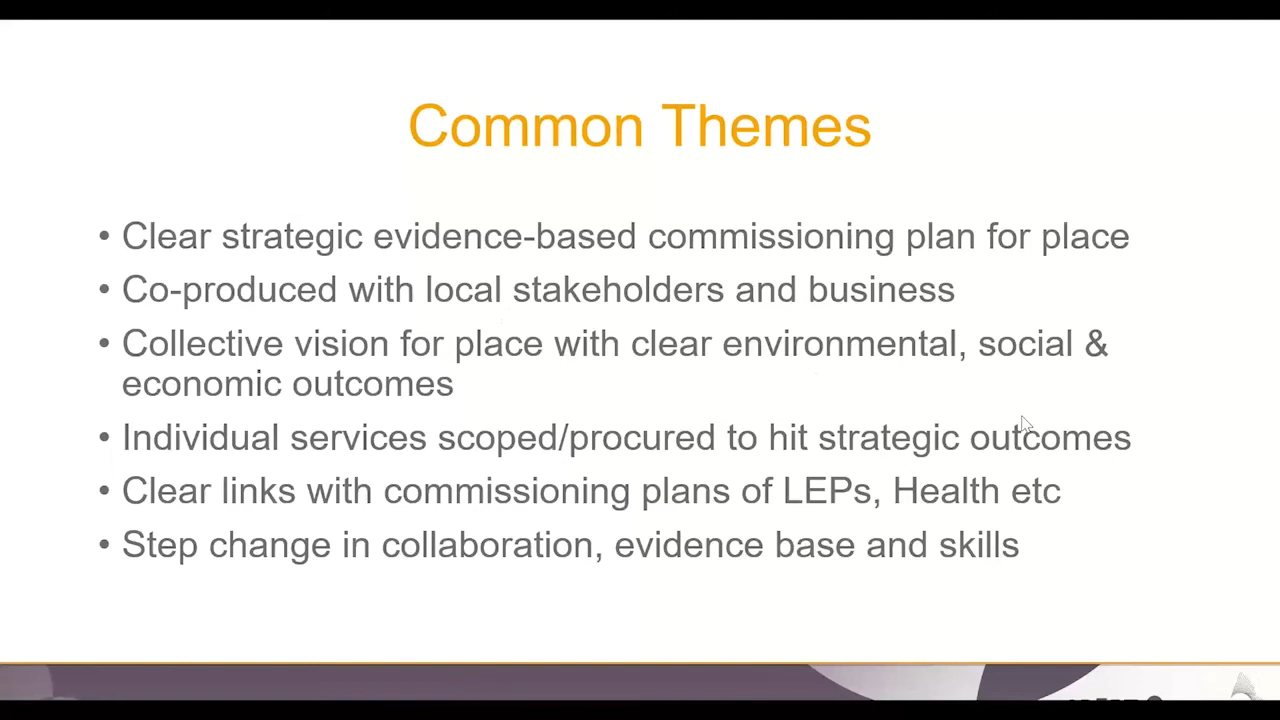 Common Themes
• Clear strategic evidence-based commissioning plan for place
• Co-produced with local stakeholders and business
• Collective vision for place with clear environmental, social &
economic outcomes
• Individual services scoped/procured to hit strategic outcomes
• Clear links with commissioning plans of LEPs, Health etc
• Step change in collaboration, evidence base and skills